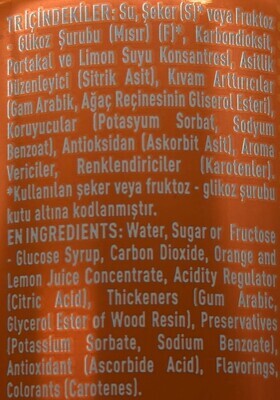 TR.İÇİNDEKİLER: Su, Şeker (S)* veya Fruktoz
- Glikoz Şurubu (Mısır) (F)*, Karbondioksit,
Portakal ve Limon Suyu Konsantresi, Asitlik
Düzenleyici (Sitrik Asit), Kıvam Arttırıcılar
(Gam Arabik, Ağaç Reçinesinin Gliserol Esteri),
Koruyucular (Potasyum Sorbat, Sodyum
Benzoat), Antioksidan (Askorbit Asit), Aroma
Vericiler, Renklendiriciler (Karotenler).
*Kullanılan şeker veya fruktoz - glikoz şurubu
kutu altına kodlanmıştır.
EN INGREDIENTS: Water, Sugar or Fructose
- Glucose Syrup, Carbon Dioxide, Orange and
Lemon Juice Concentrate, Acidity Regulator
(Citric Acid), Thickeners (Gum Arabic,
Glycerol Ester of Wood Resin), Preservatives
(Potassium Sorbate, Sodium Benzoate),
Antioxidant (Ascorbide Acid), Flavorings,
Colorants (Carotenes).